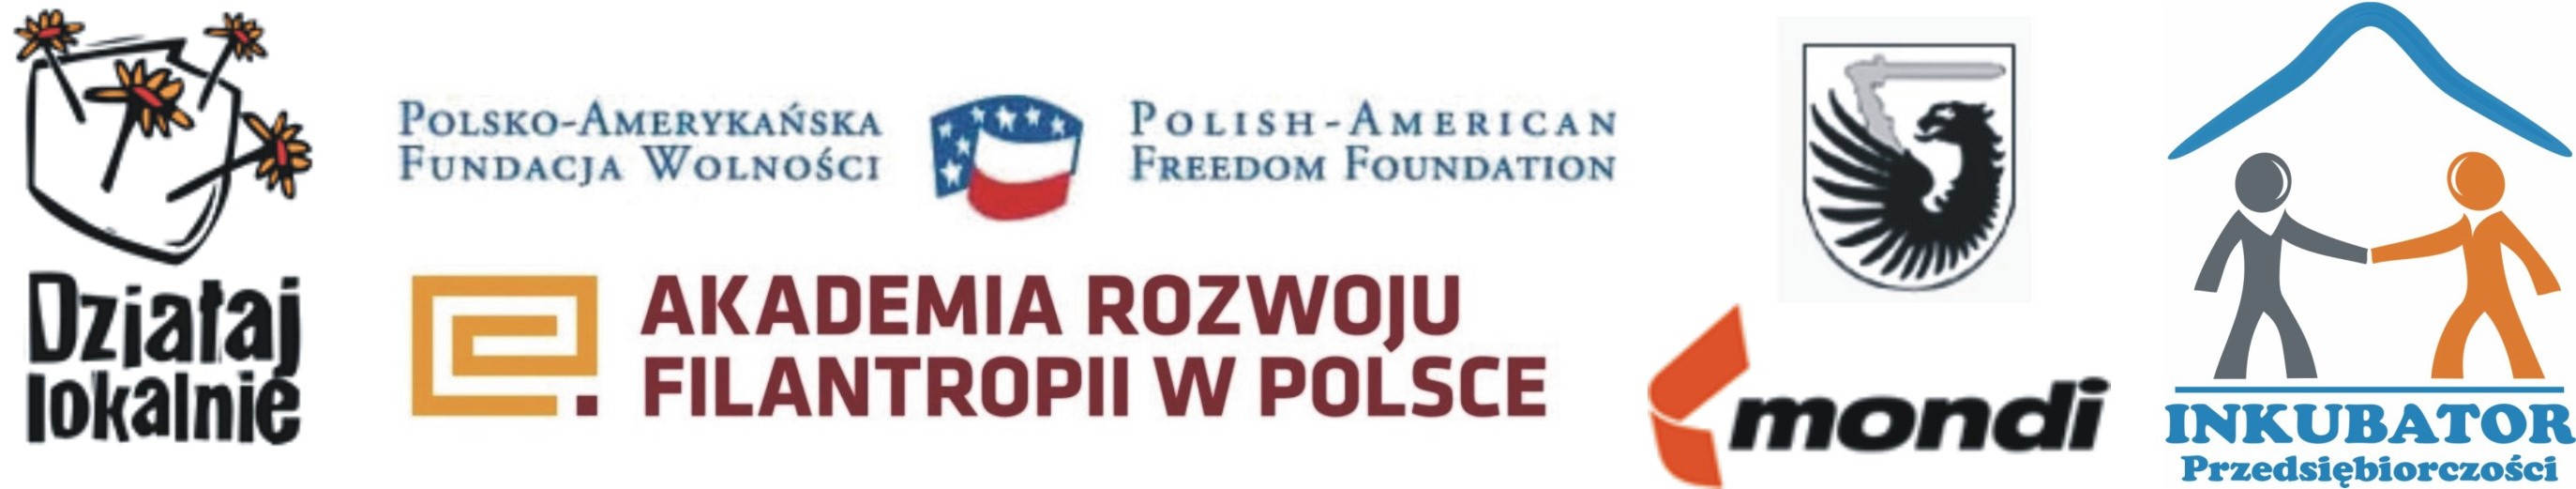 Działaj
lokalnie
POLSKO-AMERYKAŃSKA
FUNDACJA WOLNOŚCI
POLISH-AMERICAN
FREEDOM FOUNDATION
AKADEMIA ROZWOJU
FILANTROPII W POLSCE
mondi
INKUBATOR
Przedsiębiorczości